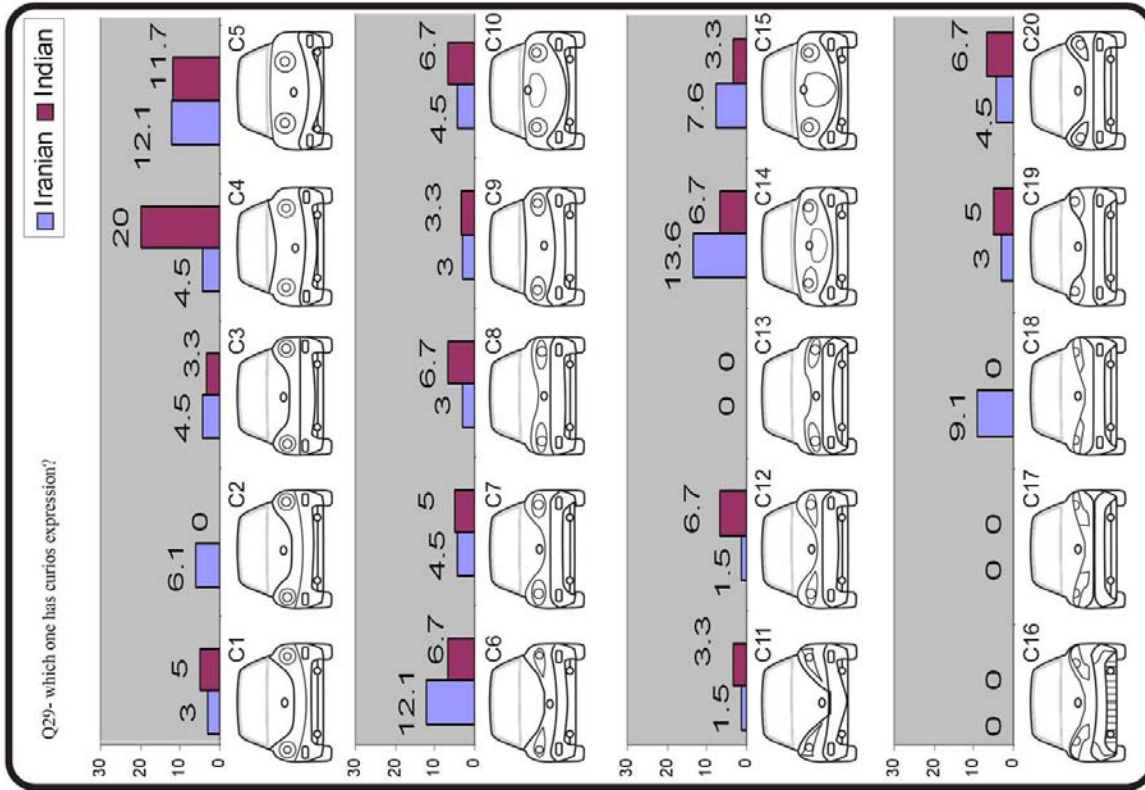 Q29- which one has curios expression?
Iranian Indian
30
20
10
0
3 5 6.1 0 4.5 3.3 4.5 20 12.1 11.7
C1 C2 C3 C4 C5
30
20
10
0
12.1 6.7 4.5 5 3 6.7 3 3.3 4.5 6.7
C6 C7 C8 C9 C10
30
20
10
0
1.5 3.3 1.5 6.7 0 0 13.6 6.7 7.6 3.3
C11 C12 C13 C14 C15
30
20
10
0
0 0 0 0 9.1 0 3 5 4.5 6.7
C16 C17 C18 C19 C20